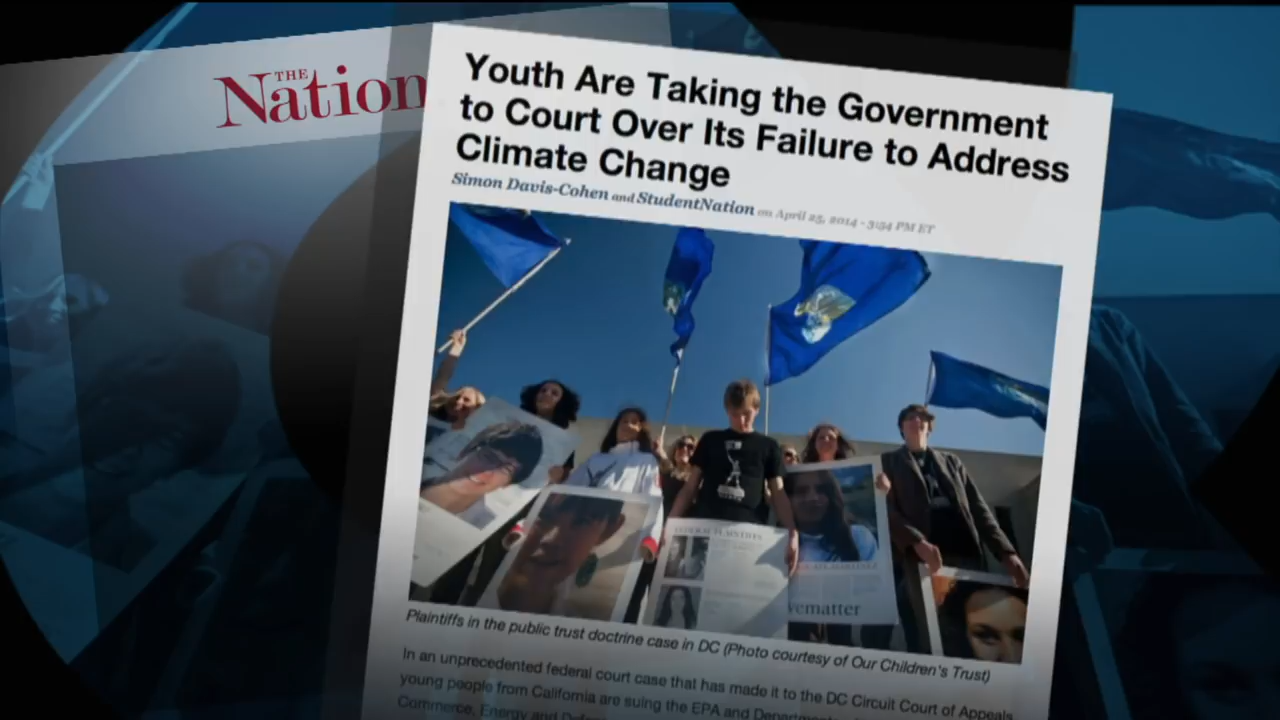 THE
Nation
Youth Are Taking the Government
to Court Over Its Failure to Address
Climate Change
Simon Davis-Cohen and StudentNation on April 25, 2014 - 3:34 PM ET
vematter
Plaintiffs in the public trust doctrine case in DC (Photo courtesy of Our Children's Trust)
In an unprecedented federal court case that has made it to the DC Circuit Court of Appeals
young people from California are suing the EPA and
Commerce, Energy and